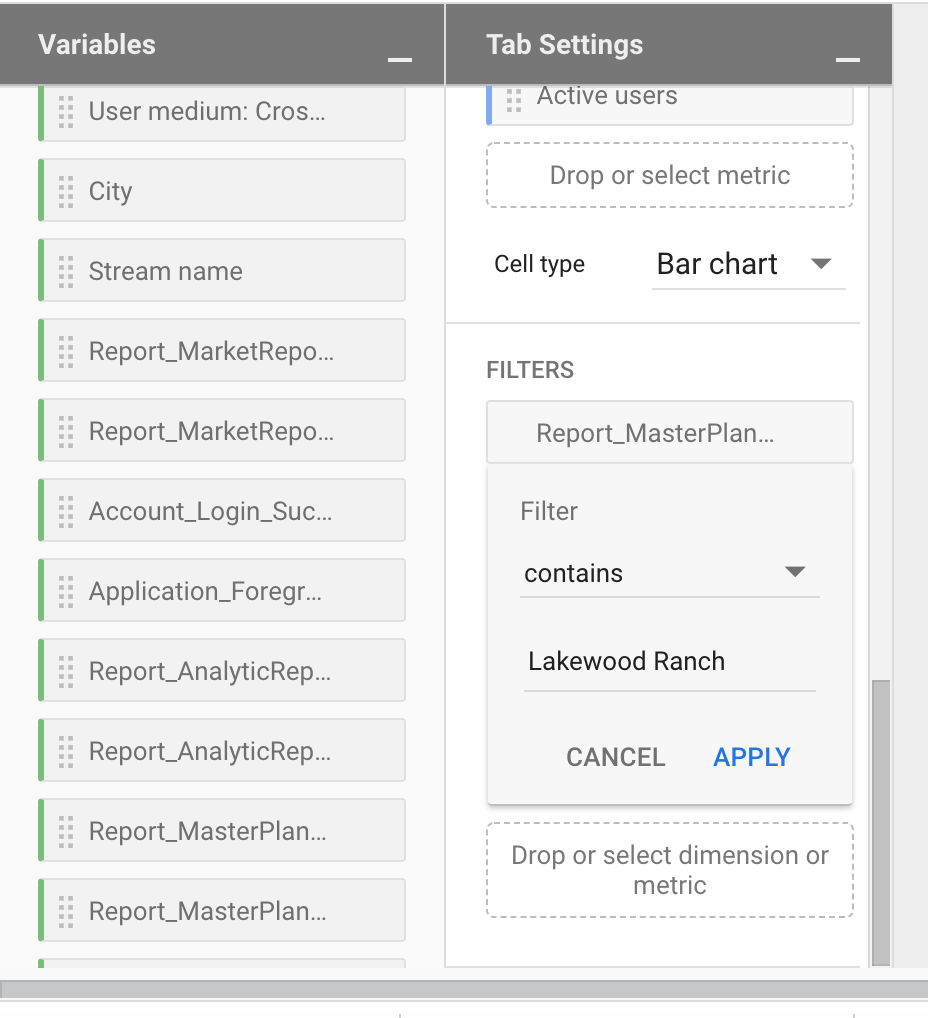 Variables
User medium: Cros...
City
Stream name
Report_MarketRepo...
Report_MarketRepo...
Account_Login_Suc...
Application_Foregr...
Report_AnalyticRep...
Report_AnalyticRep...
Report_MasterPlan...
Report_MasterPlan...
Tab Settings
Active users
Drop or select metric
Cell type
Bar chart
FILTERS
Report_MasterPlan...
Filter
contains
Lakewood Ranch
CANCEL
APPLY
Drop or select dimension or
metric